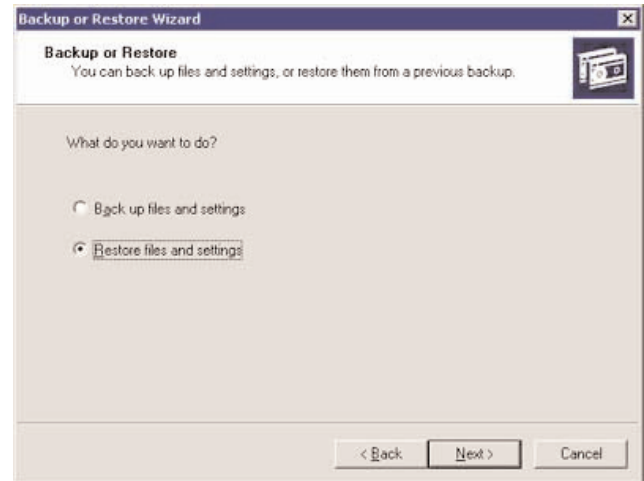 Backup or Restore Wizard
Backup or Restore
You can back up files and settings, or restore them from a previous backup.
What do you want to do?
Back up files and settings
Restore files and settings
< Back Next > Cancel